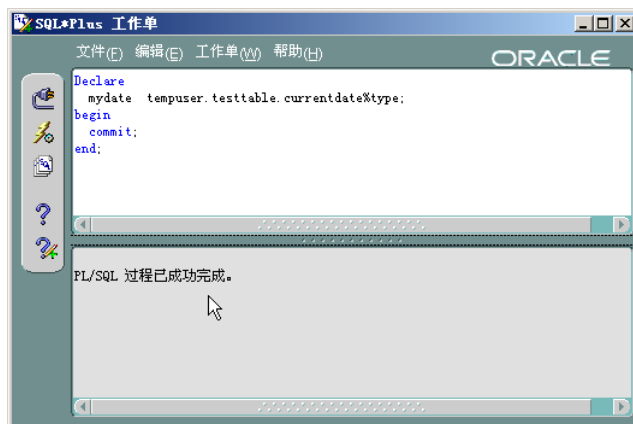 SQL*Plus 工作单
文件(F) 编辑(E) 工作单(W) 帮助(H)
ORACLE
Declare
mydate tempuser.testtable.currentdate%type;
begin
commit;
end;
PL/SQL 过程已成功完成。